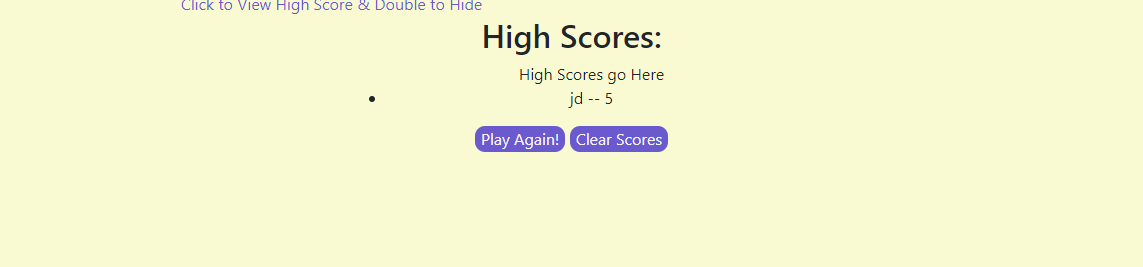 Click to View High Score & Double to Hide
High Scores:
High Scores go Here
• jd -- 5
Play Again! Clear Scores